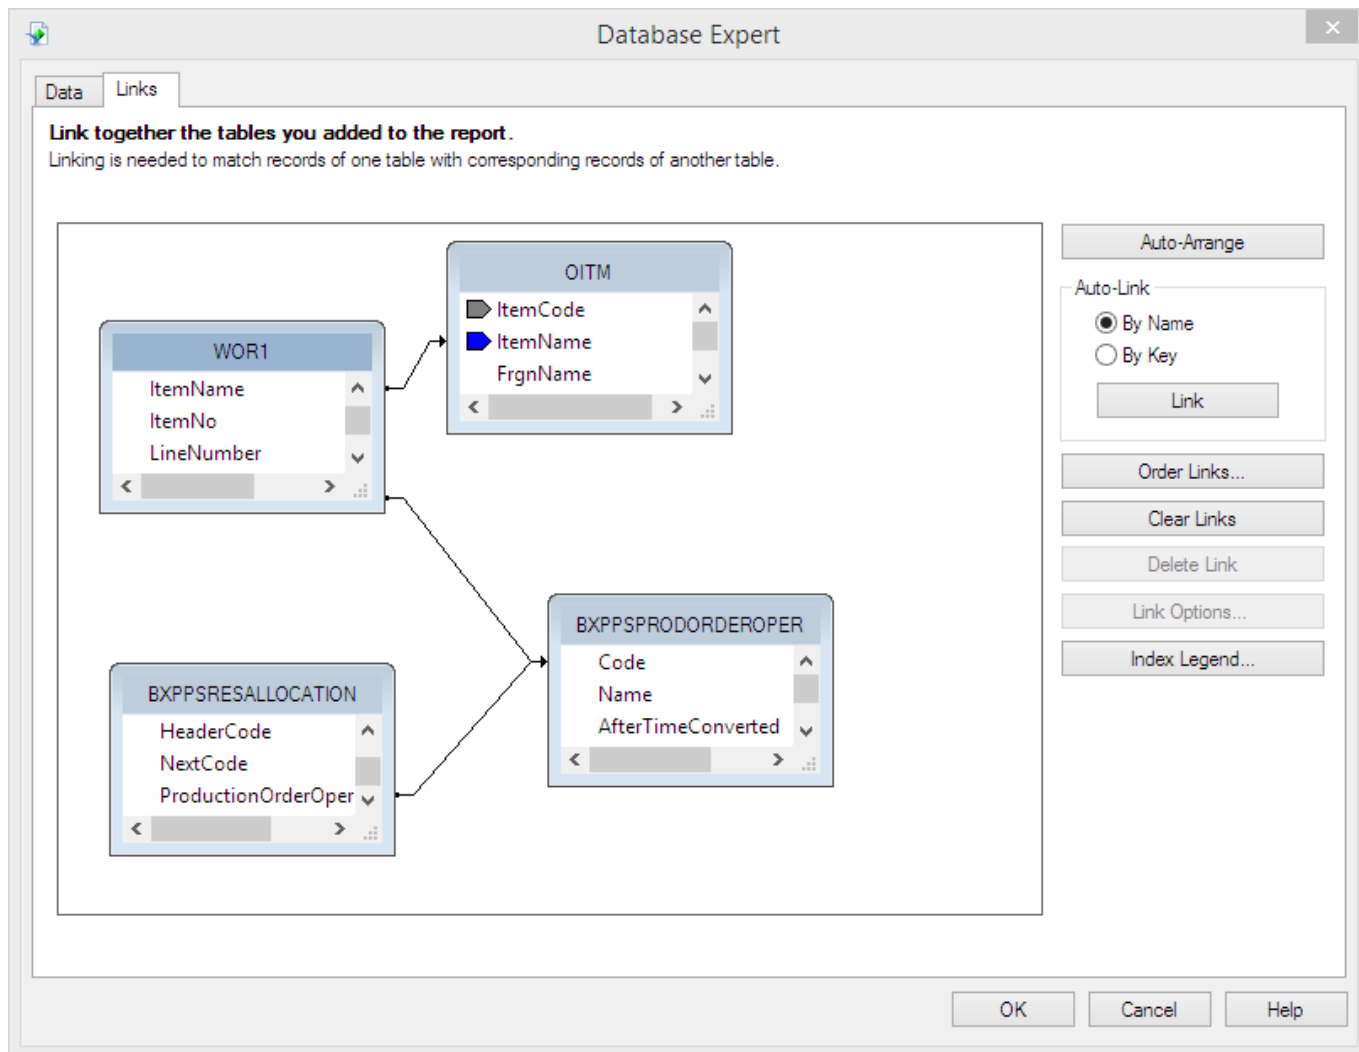 Database Expert
Data
Links
Link together the tables you added to the report.
Linking is needed to match records of one table with corresponding records of another table.
OITM
ItemCode
ItemName
FrgnName
WOR1
ItemName
ItemNo
LineNumber
BXPPSPRODORDEROPER
Code
Name
AfterTimeConverted
BXPPSRESALLOCATION
HeaderCode
NextCode
ProductionOrderOper
Auto-Arrange
Auto-Link
By Name
By Key
Link
Order Links...
Clear Links
Delete Link
Link Options...
Index Legend...
OK
Cancel
Help